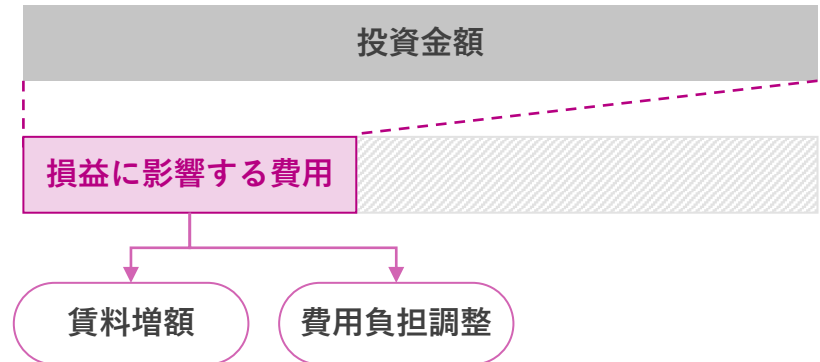 投資金額
損益に影響する費用
賃料増額
費用負担調整